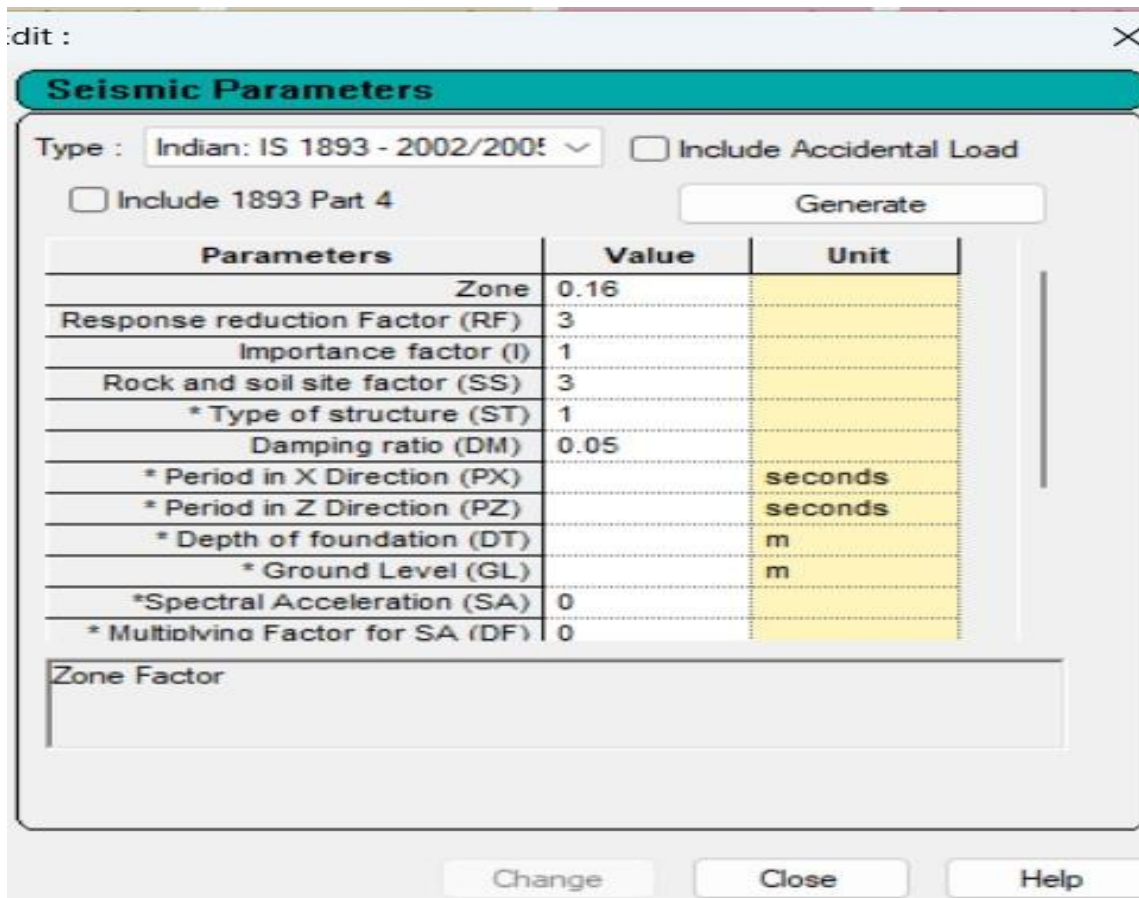 Edit :
Seismic Parameters
Type : Indian: IS 1893 - 2002/2005 Include Accidental Load
Include 1893 Part 4 Generate
Parameters Value Unit
Zone 0.16
Response reduction Factor (RF) 3
Importance factor (I) 1
Rock and soil site factor (SS) 3
* Type of structure (ST) 1
Damping ratio (DM) 0.05
* Period in X Direction (PX) seconds
* Period in Z Direction (PZ) seconds
* Depth of foundation (DT) m
* Ground Level (GL) m
*Spectral Acceleration (SA) 0
* Multiplying Factor for SA (DF) 0
Zone Factor
Change Close Help